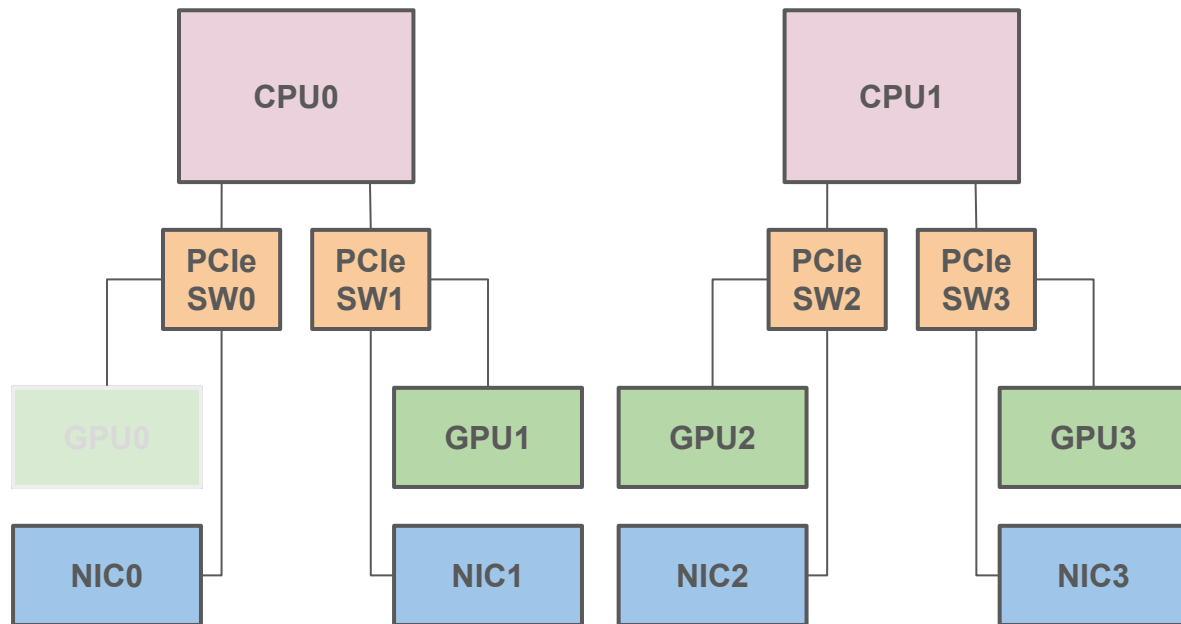 CPU0
CPU1
PCIe
SW0
PCIe
SW1
PCIe
SW2
PCIe
SW3
GPU0
GPU1
GPU2
GPU3
NIC0
NIC1
NIC2
NIC3